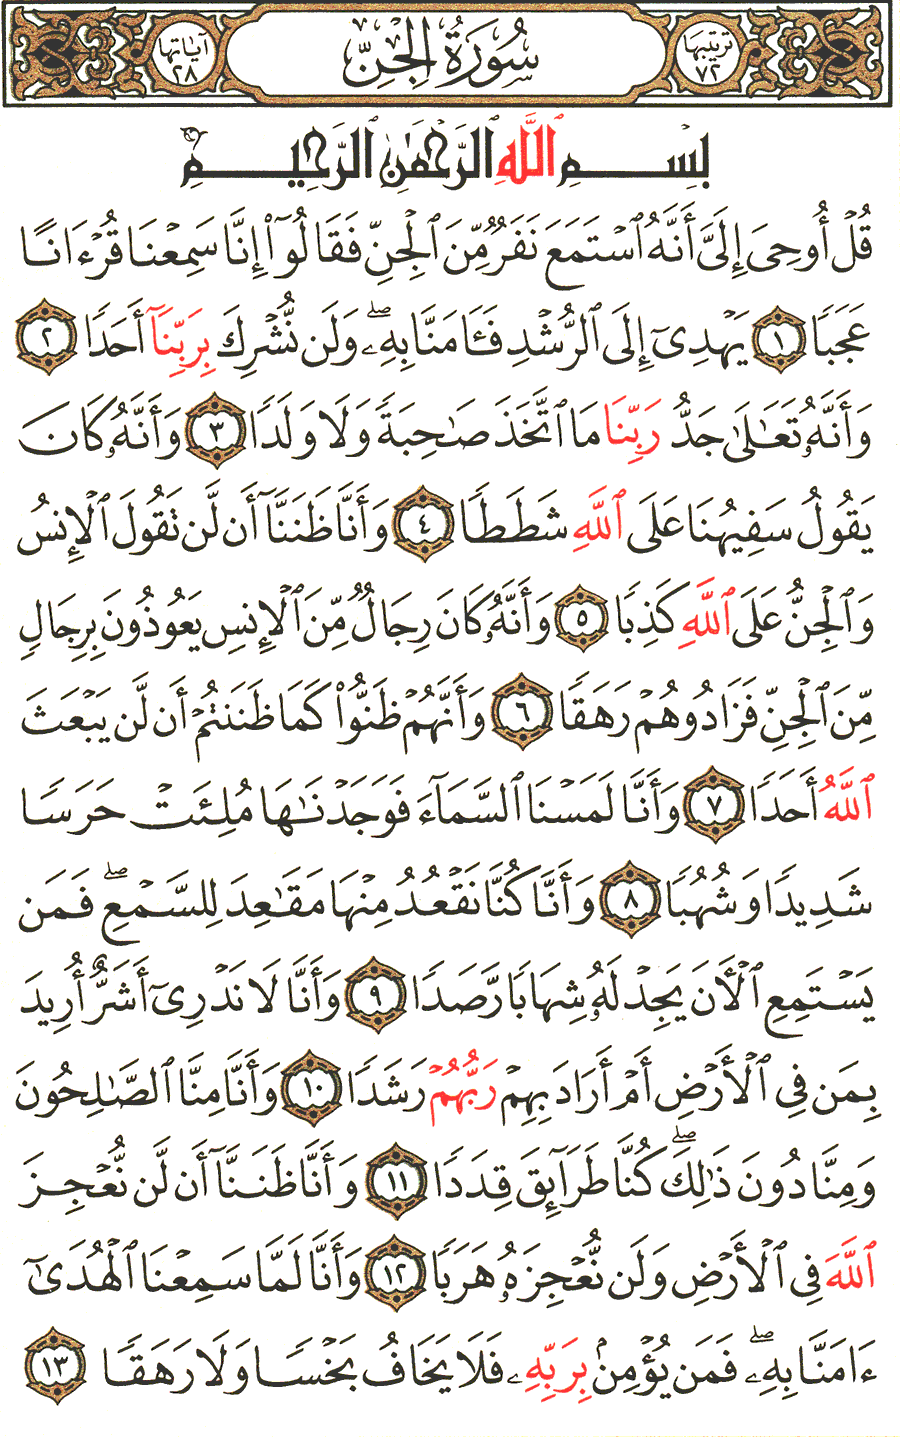 ترتيبها ٧٢ سُورَةُ الجِنِّ آياتها ٢٨
بِسْمِ ٱللَّهِ ٱلرَّحْمَٰنِ ٱلرَّحِيمِ
قُلْ أُوحِىَ إِلَىَّ أَنَّهُ ٱسْتَمَعَ نَفَرٌ مِّنَ ٱلْجِنِّ فَقَالُوٓا۟ إِنَّا سَمِعْنَا قُرْءَانًا
عَجَبًا ١ يَهْدِىٓ إِلَى ٱلرُّشْدِ فَـَٔامَنَّا بِهِۦ ۖ وَلَن نُّشْرِكَ بِرَبِّنَآ أَحَدًا ٢
وَأَنَّهُۥ تَعَٰلَىٰ جَدُّ رَبِّنَا مَا ٱتَّخَذَ صَٰحِبَةً وَلَا وَلَدًا ٣ وَأَنَّهُۥ كَانَ
يَقُولُ سَفِيهُنَا عَلَى ٱللَّهِ شَطَطًا ٤ وَأَنَّا ظَنَنَّآ أَن لَّن تَقُولَ ٱلْإِنسُ
وَٱلْجِنُّ عَلَى ٱللَّهِ كَذِبًا ٥ وَأَنَّهُۥ كَانَ رِجَالٌ مِّنَ ٱلْإِنسِ يَعُوذُونَ بِرِجَالٍ
مِّنَ ٱلْجِنِّ فَزَادُوهُمْ رَهَقًا ٦ وَأَنَّهُمْ ظَنُّوا۟ كَمَا ظَنَنتُمْ أَن لَّن يَبْعَثَ
ٱللَّهُ أَحَدًا ٧ وَأَنَّا لَمَسْنَا ٱلسَّمَآءَ فَوَجَدْنَٰهَا مُلِئَتْ حَرَسًا
شَدِيدًا وَشُهُبًا ٨ وَأَنَّا كُنَّا نَقْعُدُ مِنْهَا مَقَٰعِدَ لِلسَّمْعِ ۖ فَمَن
يَسْتَمِعِ ٱلْـَٔانَ يَجِدْ لَهُۥ شِهَابًا رَّصَدًا ٩ وَأَنَّا لَا نَدْرِىٓ أَشَرٌّ أُرِيدَ
بِمَن فِى ٱلْأَرْضِ أَمْ أَرَادَ بِهِمْ رَبُّهُمْ رَشَدًا ١٠ وَأَنَّا مِنَّا ٱلصَّٰلِحُونَ
وَمِنَّا دُونَ ذَٰلِكَ ۖ كُنَّا طَرَآئِقَ قِدَدًا ١١ وَأَنَّا ظَنَنَّآ أَن لَّن نُّعْجِزَ
ٱللَّهَ فِى ٱلْأَرْضِ وَلَن نُّعْجِزَهُۥ هَرَبًا ١٢ وَأَنَّا لَمَّا سَمِعْنَا ٱلْهُدَىٰٓ
ءَامَنَّا بِهِۦ ۖ فَمَن يُؤْمِنۢ بِرَبِّهِۦ فَلَا يَخَافُ بَخْسًا وَلَا رَهَقًا ١٣